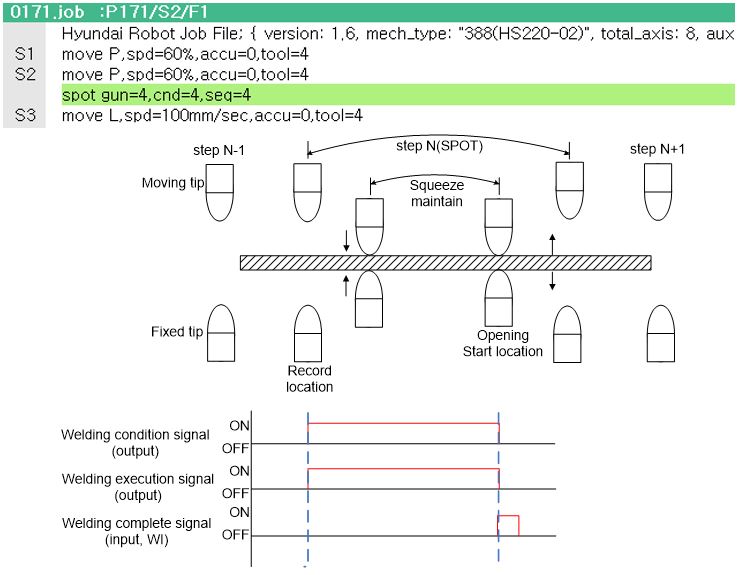 0171.job :P171/S2/F1
Hyundai Robot Job File; { version: 1.6, mech_type: "388(HS220-02)", total_axis: 8, aux
S1 move P,spd=60%,accu=0,tool=4
S2 move P,spd=60%,accu=0,tool=4
spot gun=4,cnd=4,seq=4
S3 move L,spd=100mm/sec,accu=0,tool=4
step N-1
step N(SPOT)
step N+1
Moving tip
Squeeze
maintain
Fixed tip
Opening
Start location
Record
location
Welding condition signal
(output)
ON
OFF
Welding execution signal
(output)
ON
OFF
Welding complete signal
(input, WI)
ON
OFF